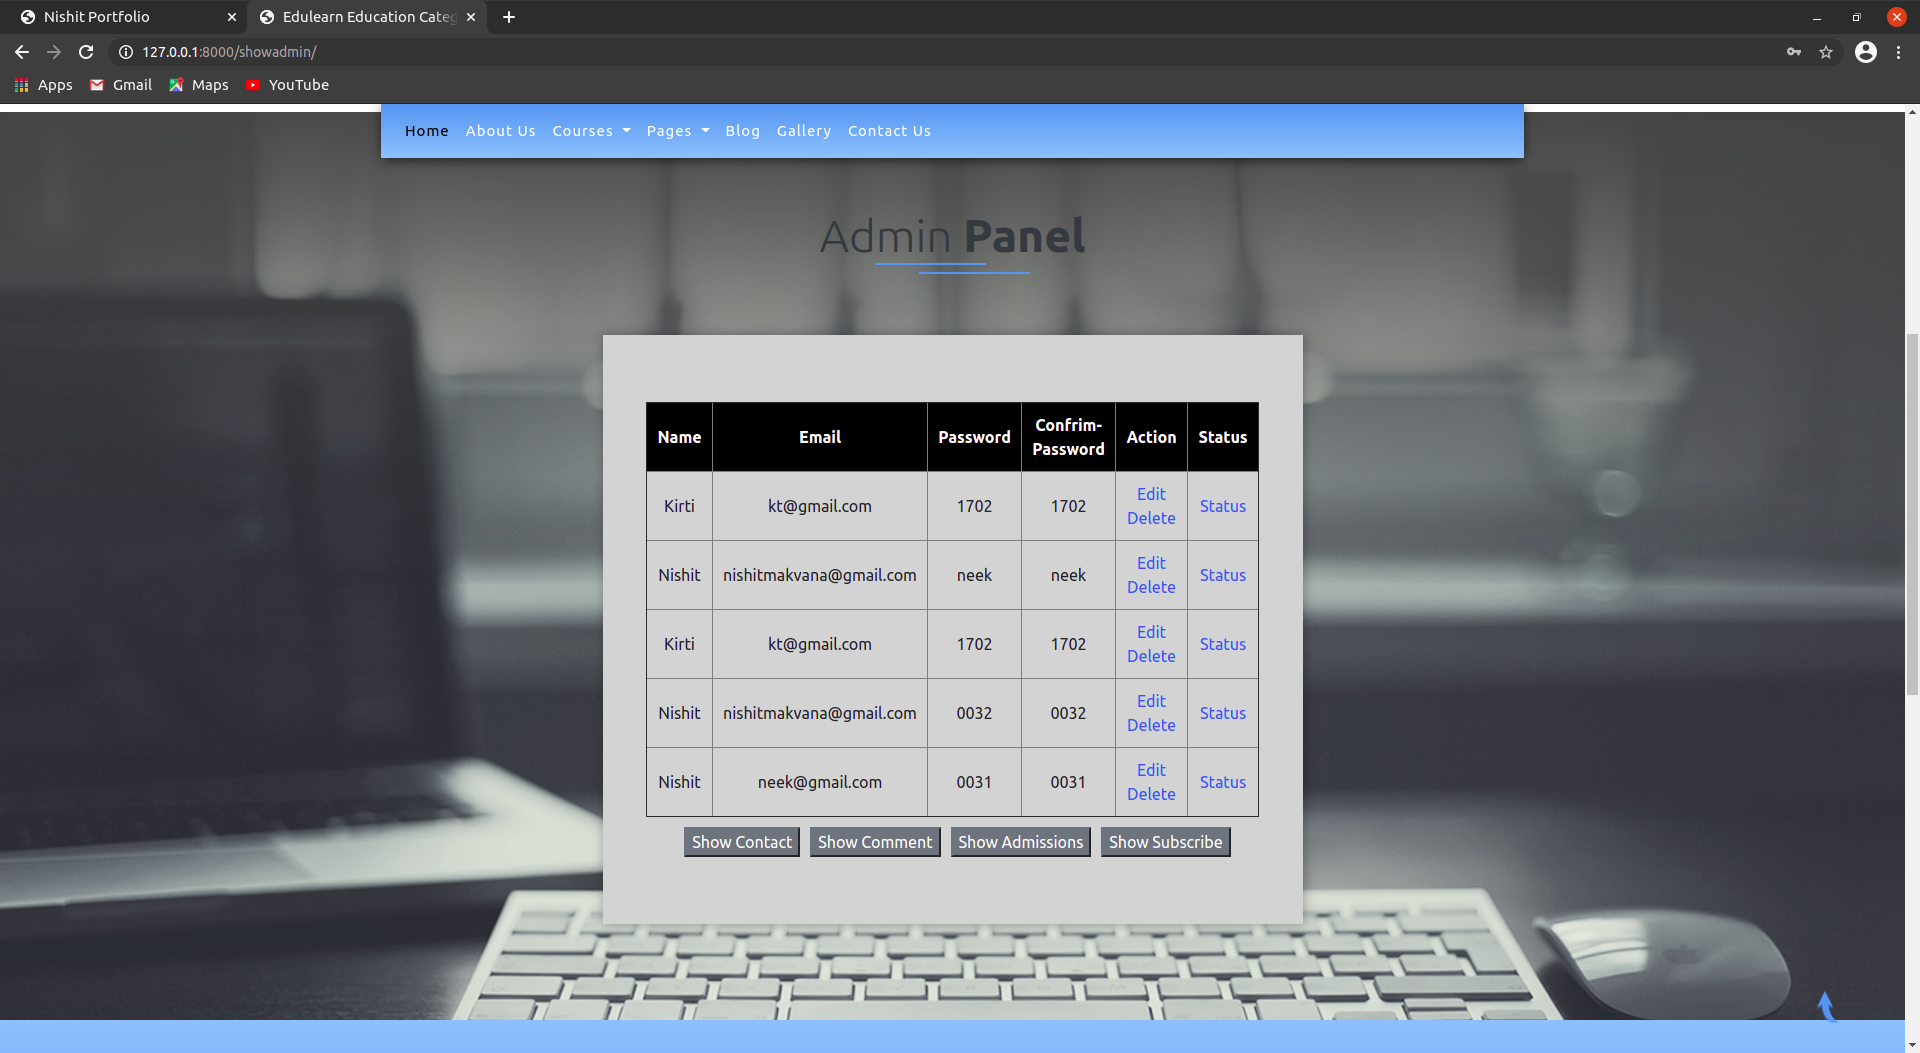 Nishit Portfolio
Edulearn Education Categ
127.0.0.1:8000/showadmin/
Apps Gmail Maps YouTube
Home About Us Courses Pages Blog Gallery Contact Us
Admin Panel
Name Email Password Confrim-
Password Action Status
Kirti kt@gmail.com 1702 1702 Edit
Delete Status
Nishit nishitmakvana@gmail.com neek neek Edit
Delete Status
Kirti kt@gmail.com 1702 1702 Edit
Delete Status
Nishit nishitmakvana@gmail.com 0032 0032 Edit
Delete Status
Nishit neek@gmail.com 0031 0031 Edit
Delete Status
Show Contact Show Comment Show Admissions Show Subscribe